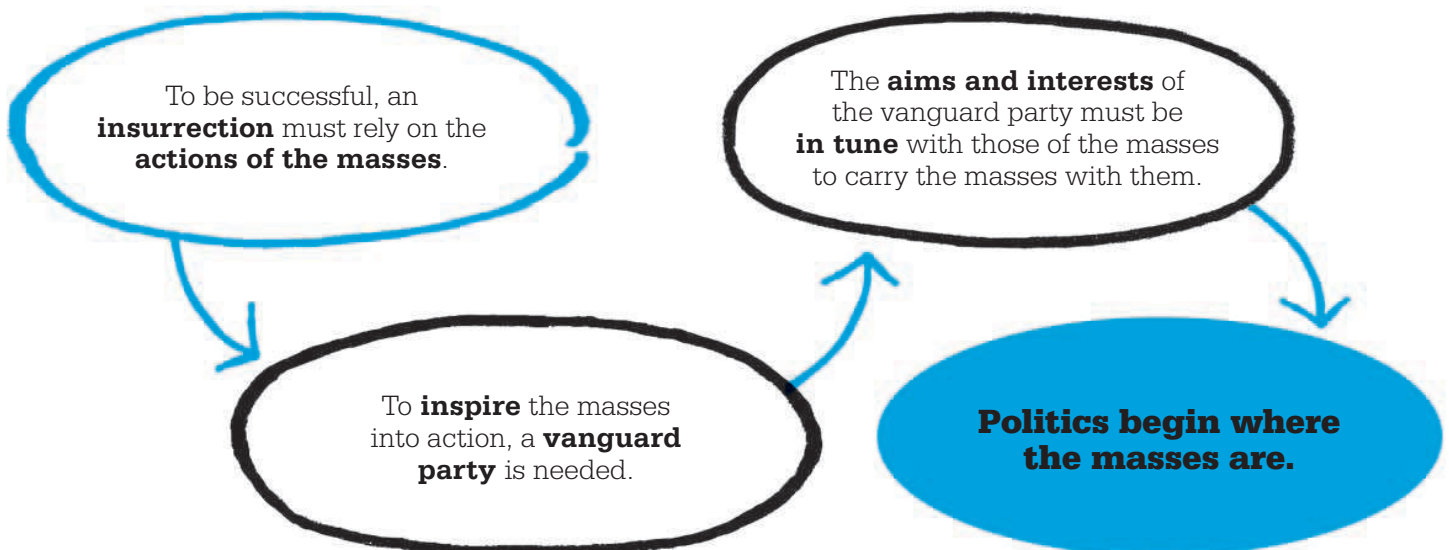 To be successful, an
insurrection must rely on the
actions of the masses.
To inspire the masses
into action, a vanguard
party is needed.
The aims and interests of
the vanguard party must be
in tune with those of the masses
to carry the masses with them.
Politics begin where
the masses are.